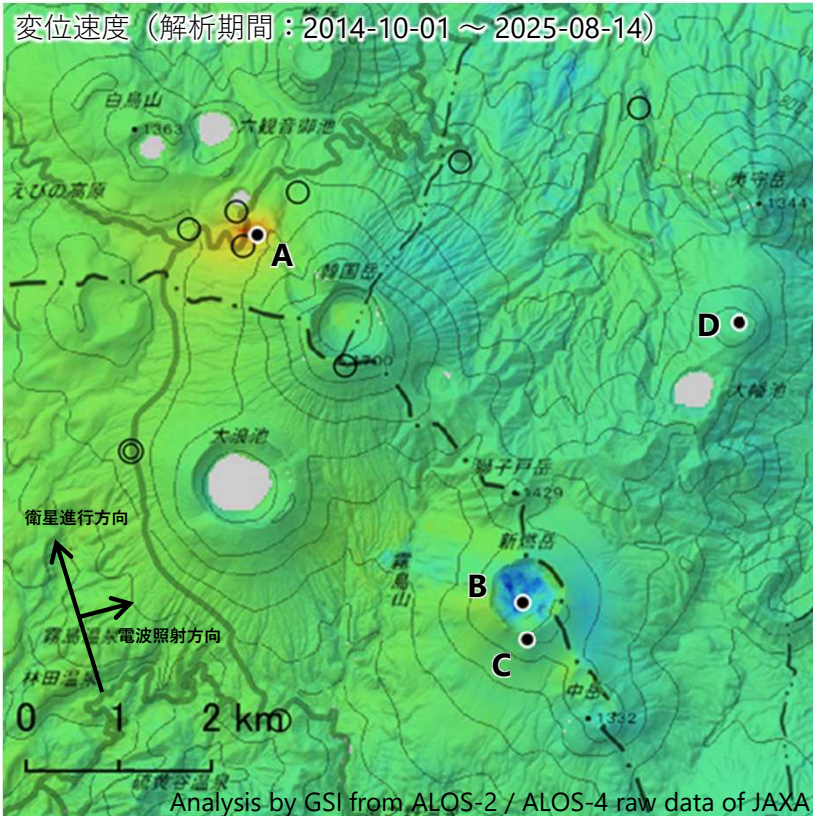 変位速度（解析期間：2014-10-01 ～ 2025-08-14）
白鳥山
1363
六観音御池
えびの高原
夷守岳
1344
A
韓国岳
1700
D
大幡池
大浪池
獅子戸岳
1429
衛星進行方向
新燃岳
霧島山
B
電波照射方向
C
林田温泉
中岳
1332
0 1 2 km
硫黄谷温泉
Analysis by GSI from ALOS-2 / ALOS-4 raw data of JAXA